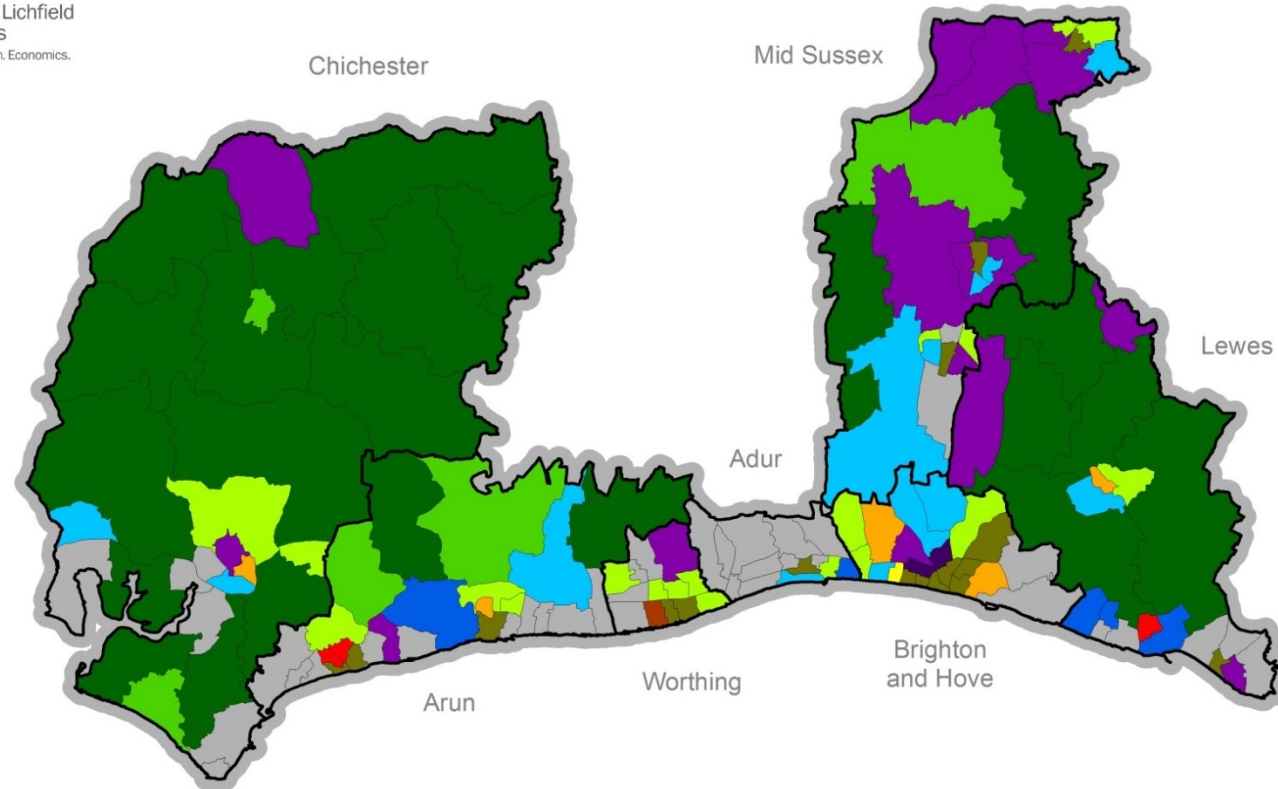 Lichfield
s
. Economics.
Chichester
Mid Sussex
Lewes
Adur
Worthing
Brighton
and Hove
Arun